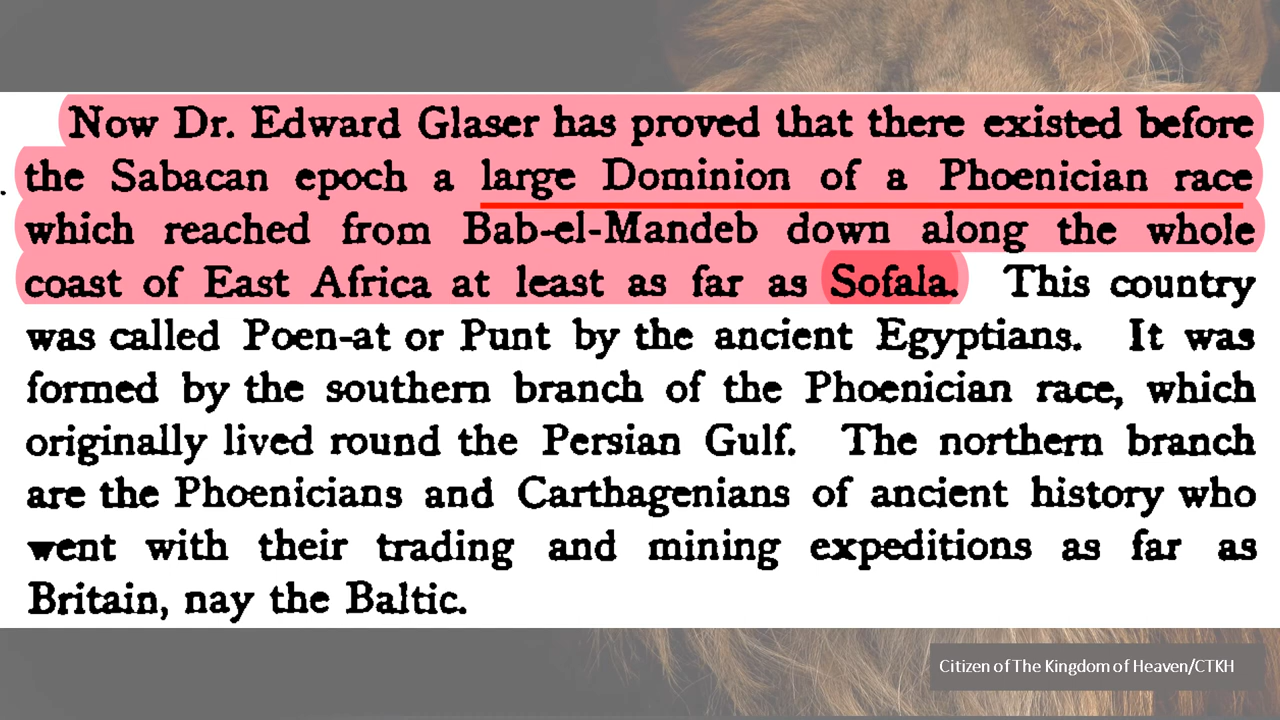 Now Dr. Edward Glaser has proved that there existed before
the Sabacan epoch a large Dominion of a Phoenician race
which reached from Bab-el-Mandeb down along the whole
coast of East Africa at least as far as Sofala. This country
was called Poen-at or Punt by the ancient Egyptians. It was
formed by the southern branch of the Phoenician race, which
originally lived round the Persian Gulf. The northern branch
are the Phoenicians and Carthagenians of ancient history who
went with their trading and mining expeditions as far as
Britain, nay the Baltic.
Citizen of The Kingdom of Heaven/CTKH